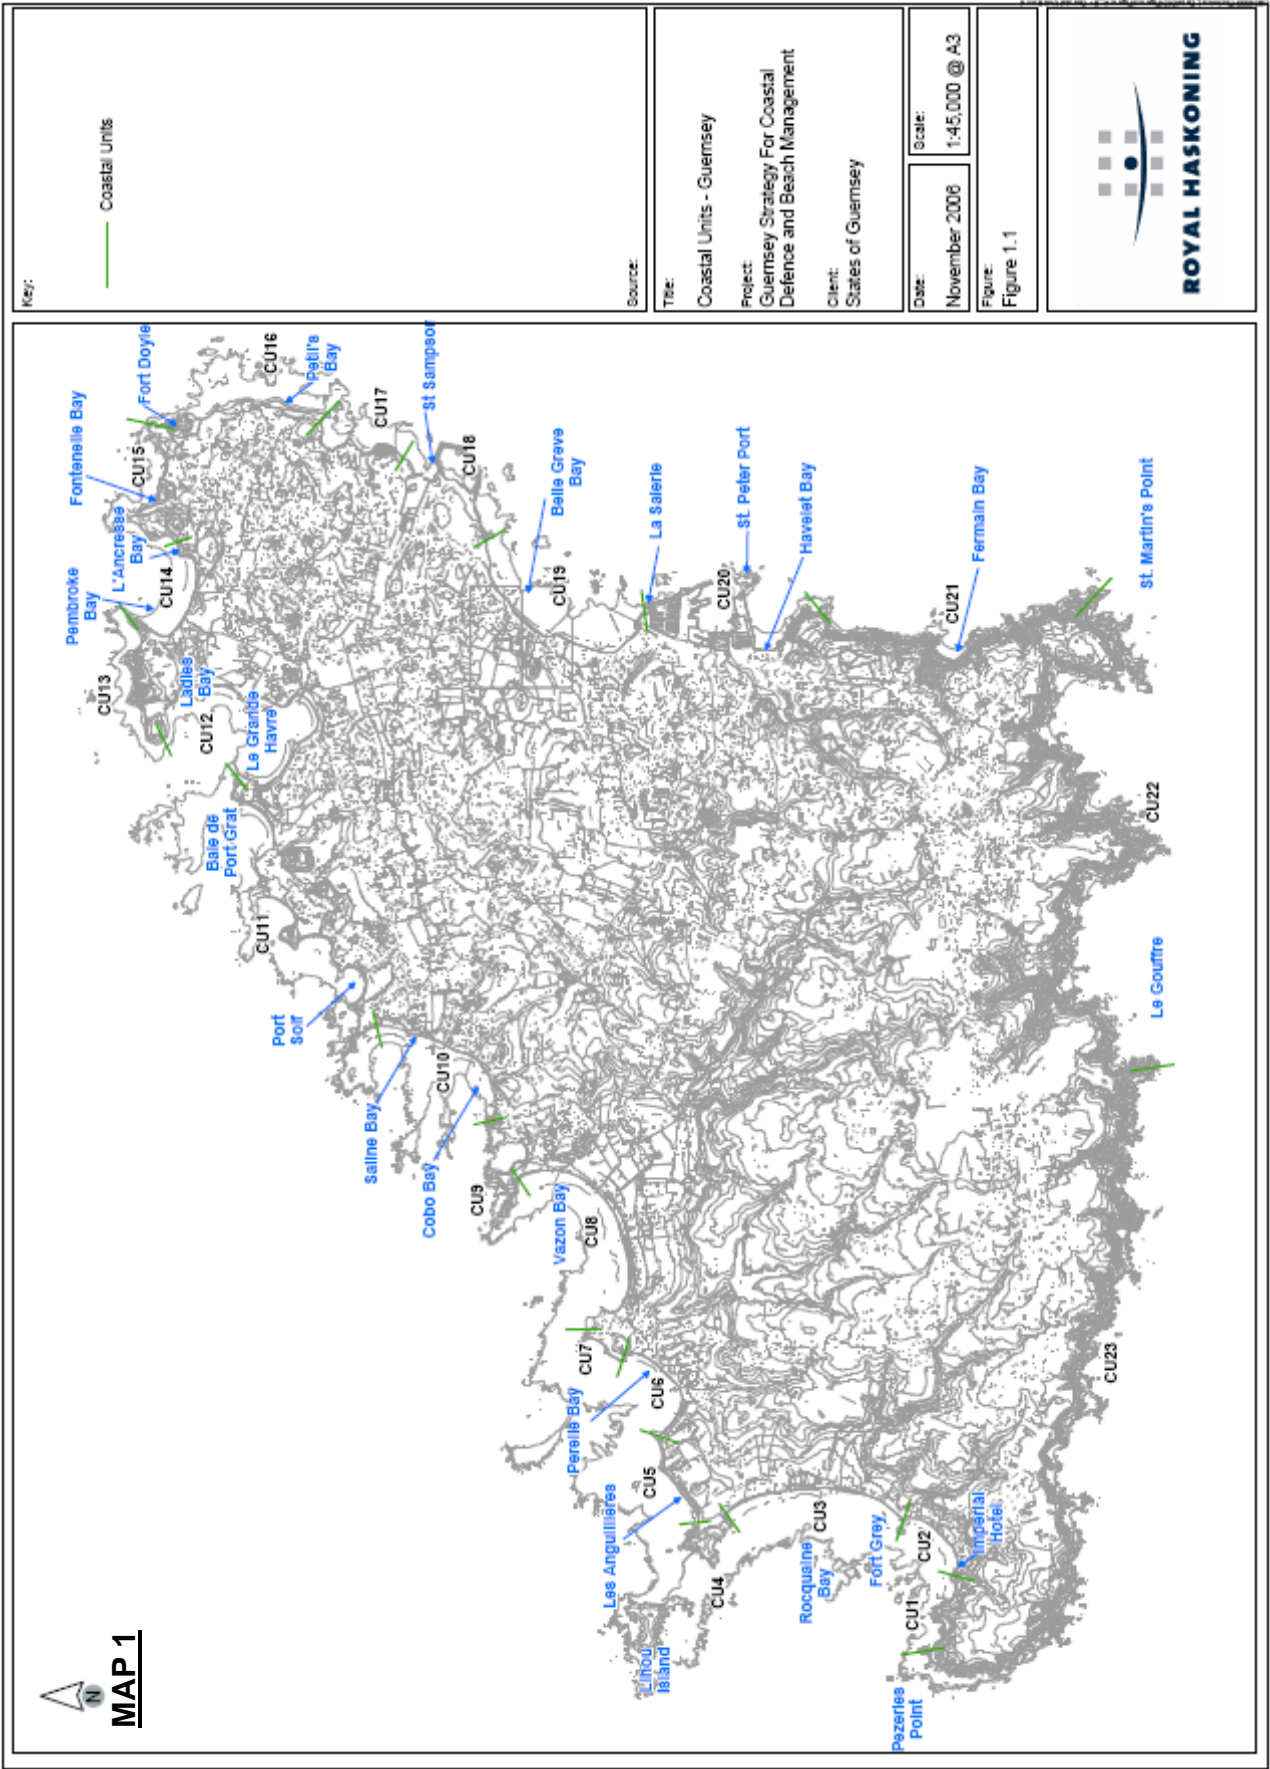 MAP 1
N
Pembroke
Bay
L'Ancresse
Bay
Fontenelle Bay
Fort Doyle
CU13
CU14
CU15
CU16
Ladies
Bay
CU12
Le Grande
Havre
Petil's
Bay
CU17
St Sampson
CU18
Baie de
Port Grat
CU11
Port
Soif
Belle Greve
Bay
CU19
Saline Bay
CU10
Cobo Bay
CU9
La Salerie
St. Peter Port
CU20
Havelet Bay
Vazon Bay
CU8
CU7
Perelle Bay
CU6
CU5
Les Anguillieres
Lihou
Island
CU4
CU3
Rocquaine
Bay
Fort Grey
CU2
Imperial
Hotel
CU1
Pezeries
Point
CU21
Fermain Bay
St. Martin's Point
CU22
Le Gouffre
CU23
Key:
Coastal Units
Source:
Title:
Coastal Units - Guernsey
Project:
Guernsey Strategy For Coastal
Defence and Beach Management
Client:
States of Guernsey
Date:
November 2006
Scale:
1:45,000 @ A3
Figure:
Figure 1.1
ROYAL HASKONING